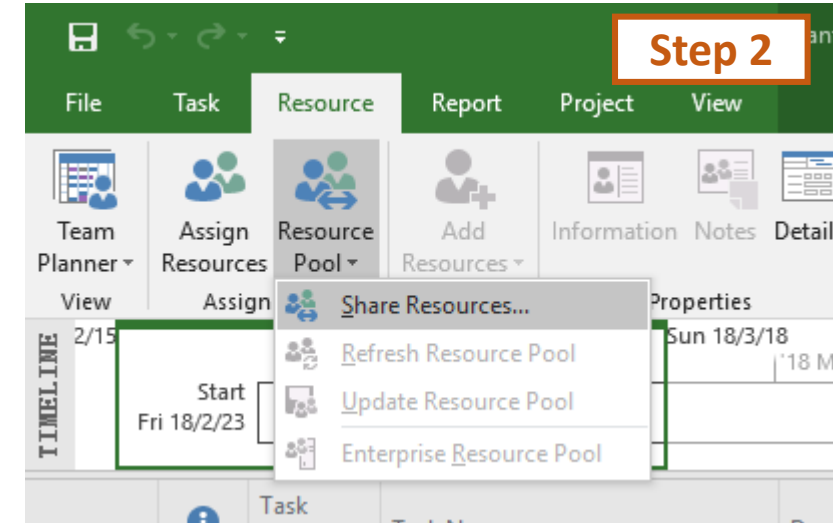 Step 2
File Task Resource Report Project View
Team Planner
Assign Resources
Resource Pool
Add Resources
Information Notes Detail
View Assign Properties
Share Resources...
Refresh Resource Pool
Update Resource Pool
Enterprise Resource Pool
TIMELINE
2/15
Sun 18/3/18
'18 M
Start
Fri 18/2/23
Task